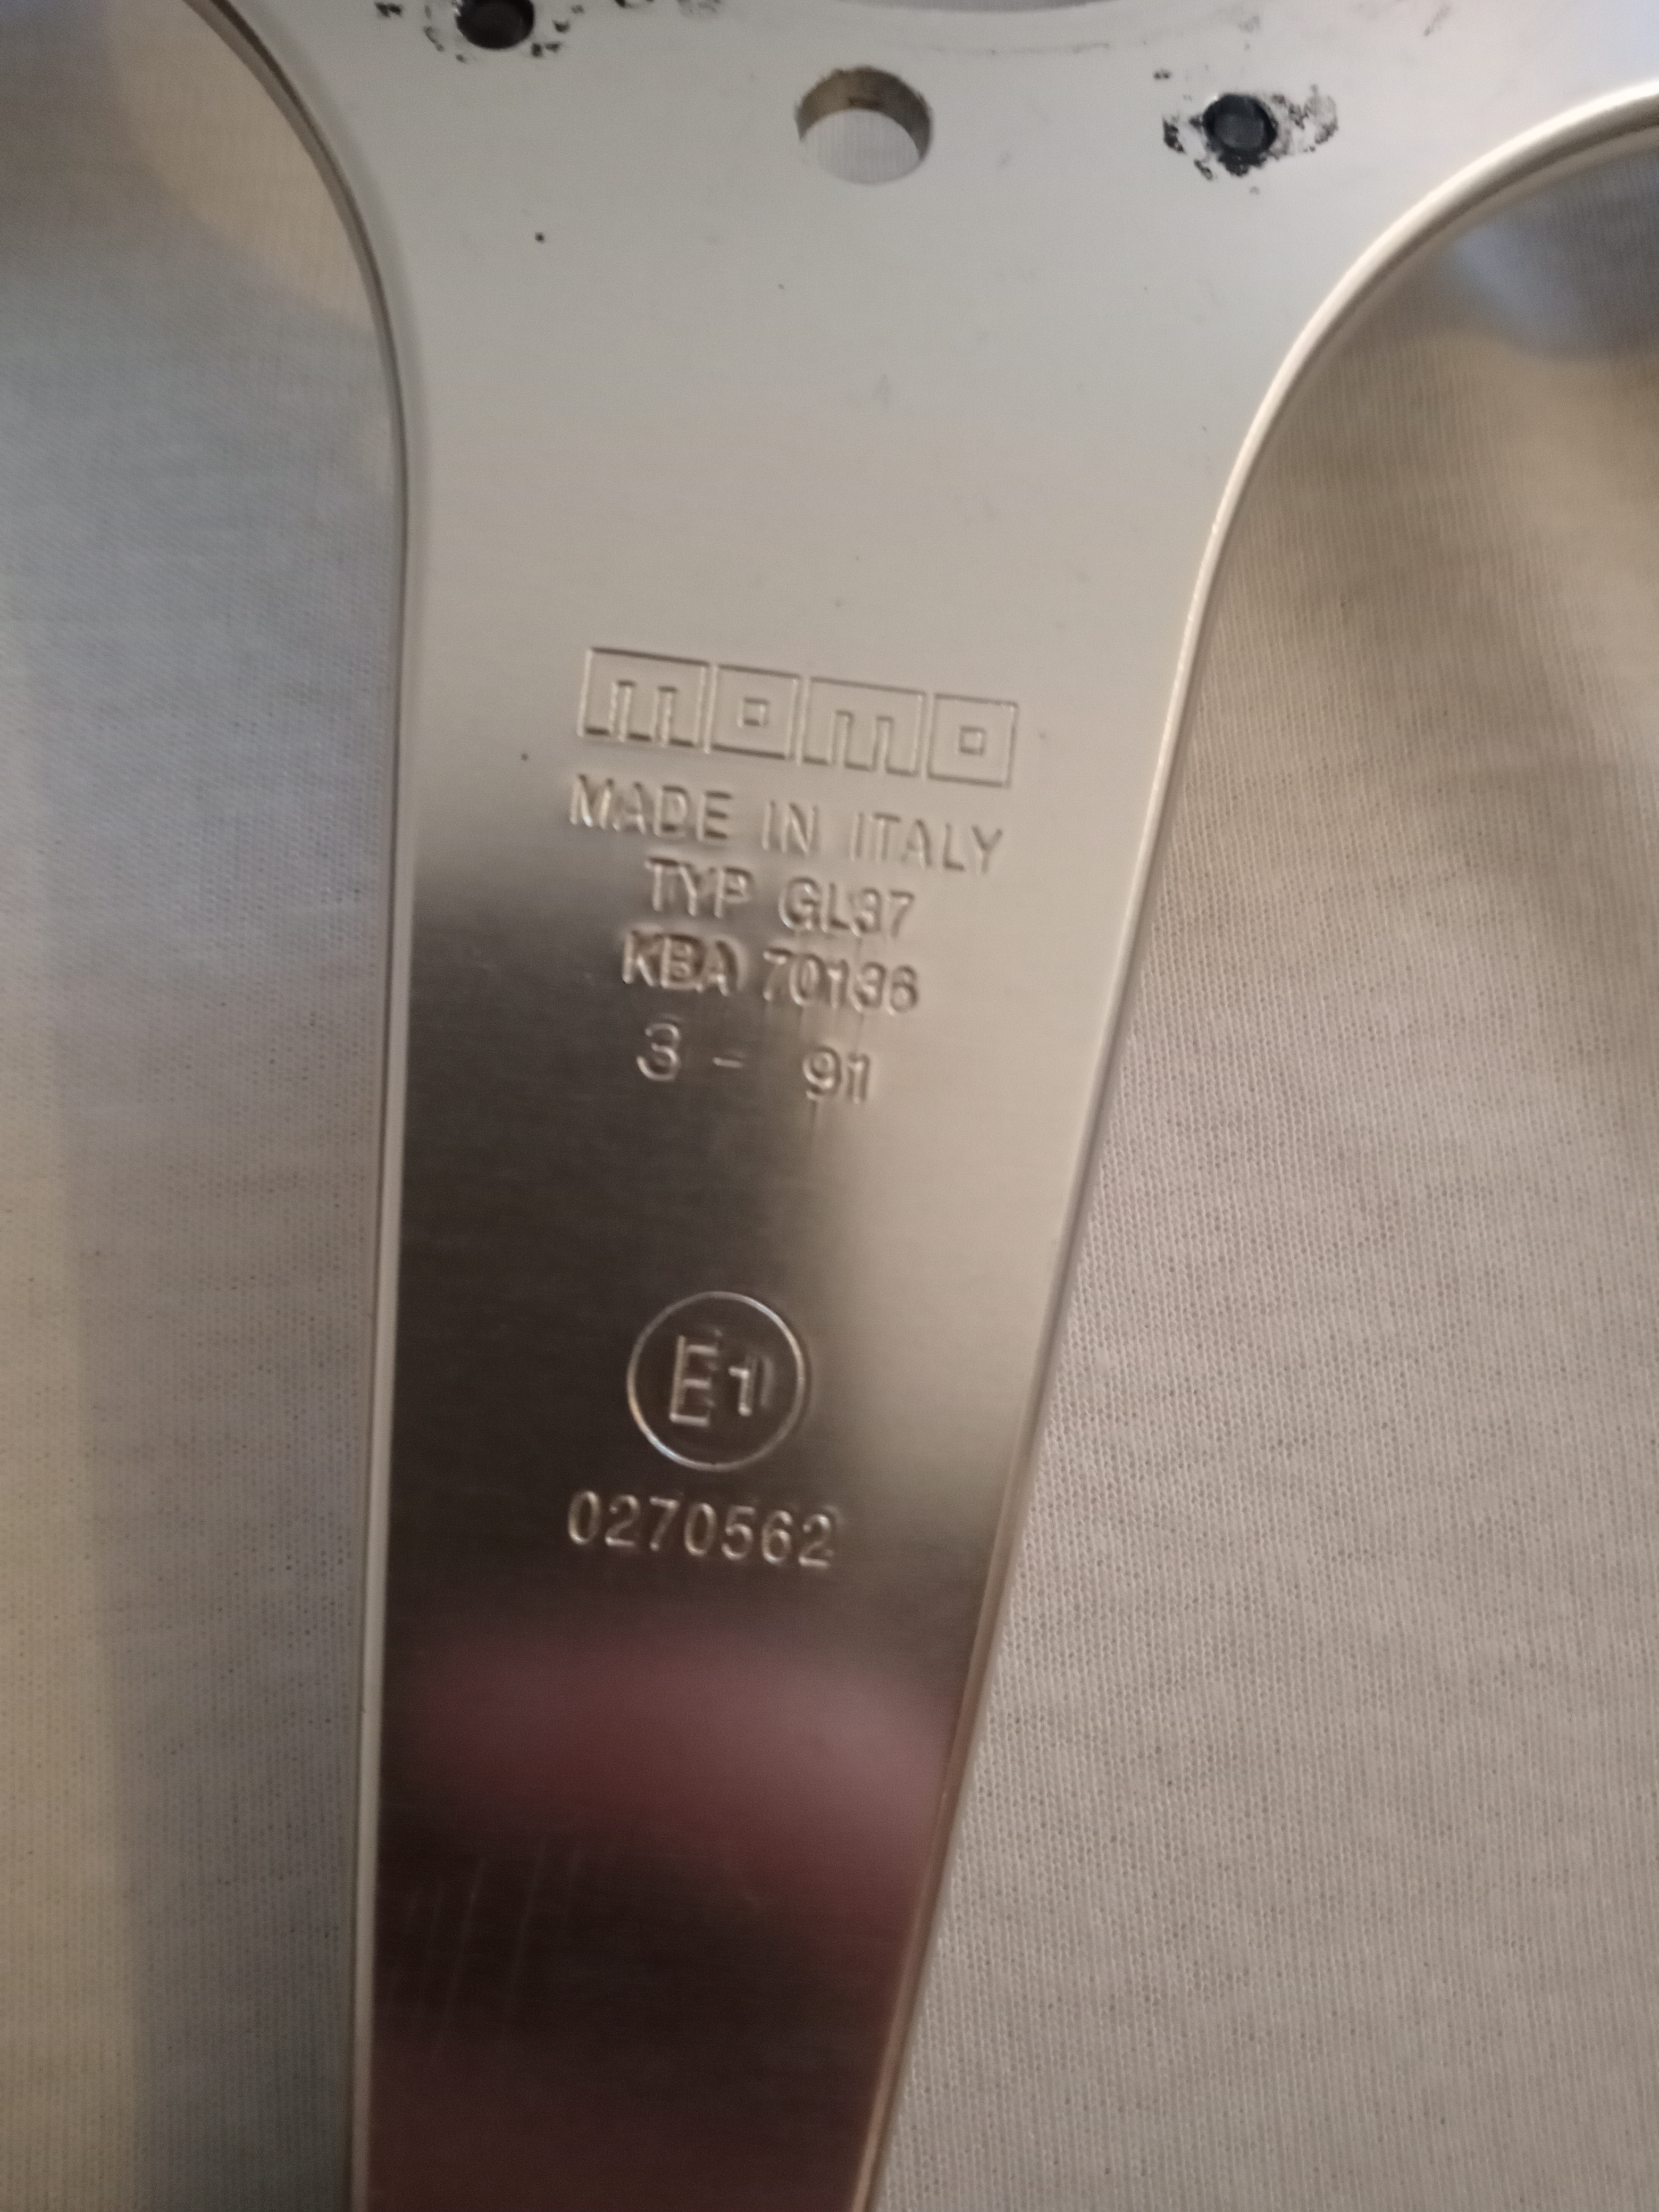 momo
MADE IN ITALY
TYP GL37
KBA 70136
3 - 91
E1
0270562